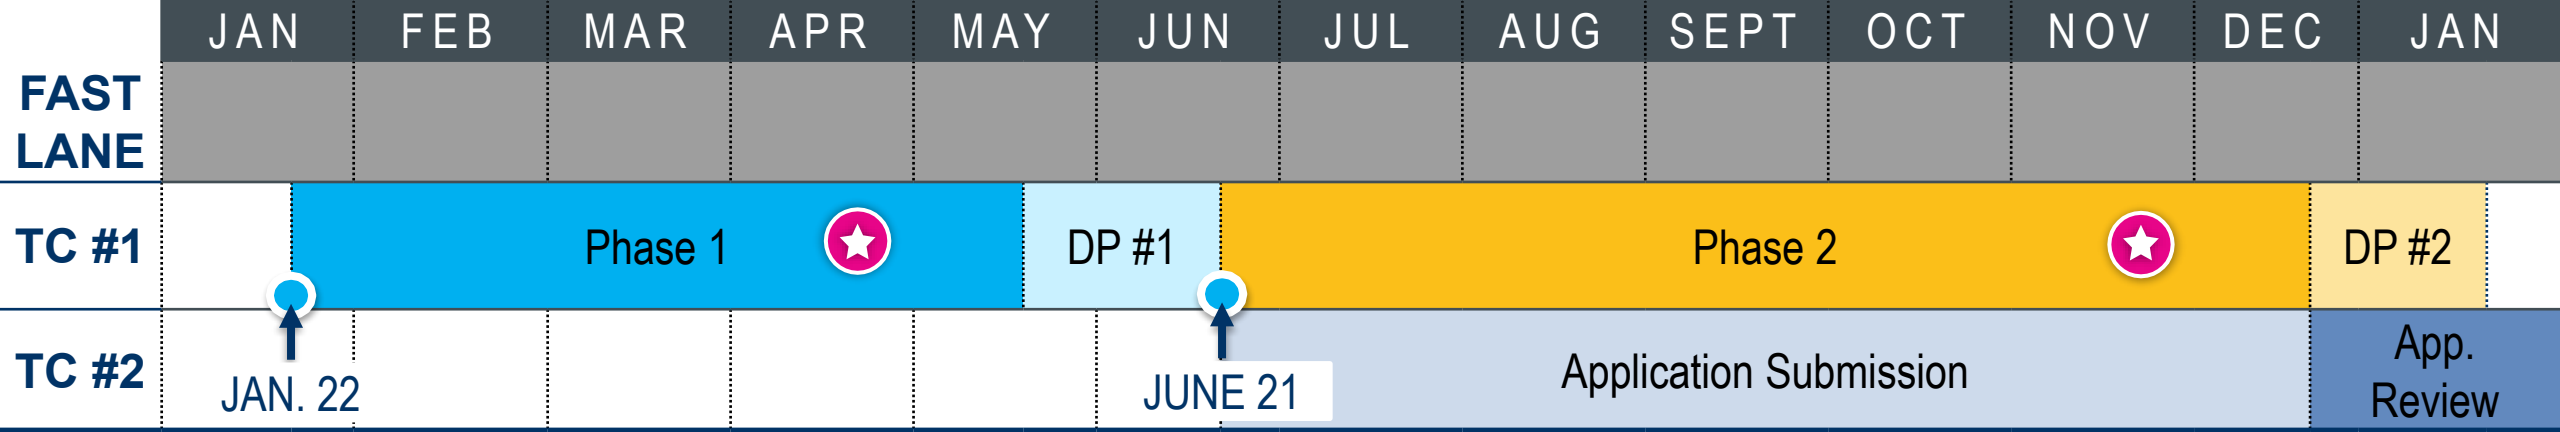 JAN FEB MAR APR MAY JUN JUL AUG SEPT OCT NOV DEC JAN
FAST
LANE
TC #1 Phase 1 DP #1 Phase 2 DP #2
TC #2 Application Submission App.
Review
JAN. 22 JUNE 21